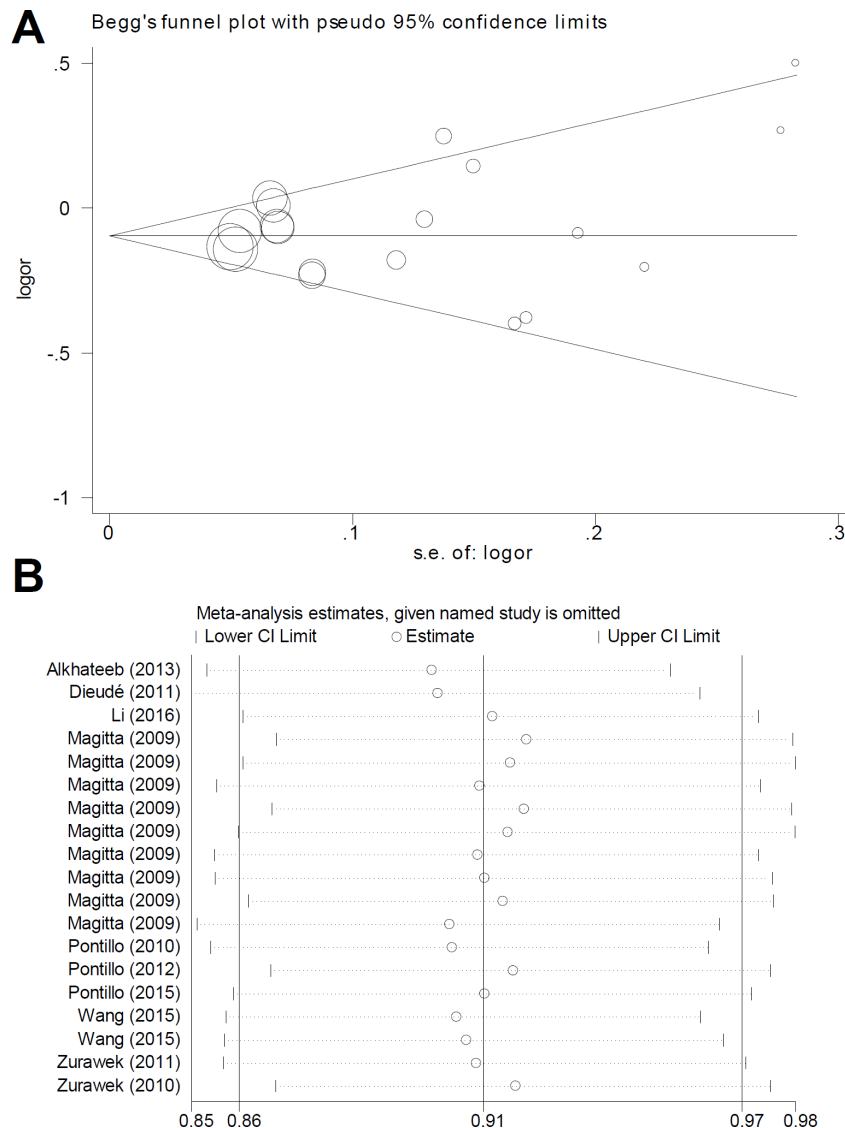 A
Begg's funnel plot with pseudo 95% confidence limits
.5
0
-.5
-1
logor
0 .1 .2 .3
s.e. of: logor
B
Meta-analysis estimates, given named study is omitted
Lower CI Limit Estimate Upper CI Limit
Alkhateeb (2013)
Dieudé (2011)
Li (2016)
Magitta (2009)
Magitta (2009)
Magitta (2009)
Magitta (2009)
Magitta (2009)
Magitta (2009)
Magitta (2009)
Magitta (2009)
Magitta (2009)
Pontillo (2010)
Pontillo (2012)
Pontillo (2015)
Wang (2015)
Wang (2015)
Zurawek (2011)
Zurawek (2010)
0.85 0.86 0.91 0.97 0.98